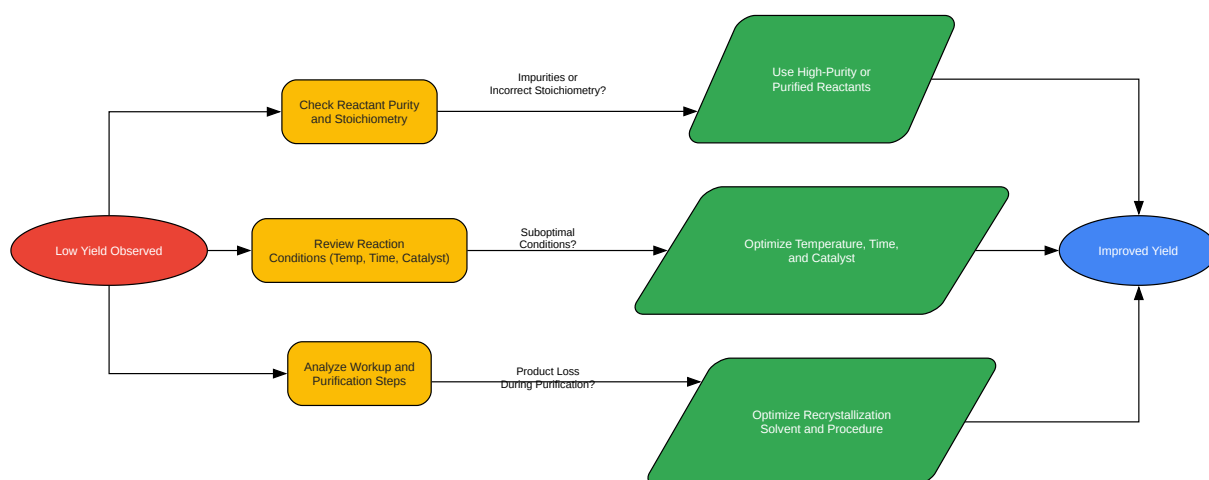 Use High-Purity or
Purified Reactants
Impurities or
Incorrect Stoichiometry?
Check Reactant Purity
and Stoichiometry
Low Yield Observed
Review Reaction
Conditions (Temp, Time, Catalyst)
Suboptimal
Conditions?
Optimize Temperature, Time,
and Catalyst
Improved Yield
Analyze Workup and
Purification Steps
Product Loss
During Purification?
Optimize Recrystallization
Solvent and Procedure